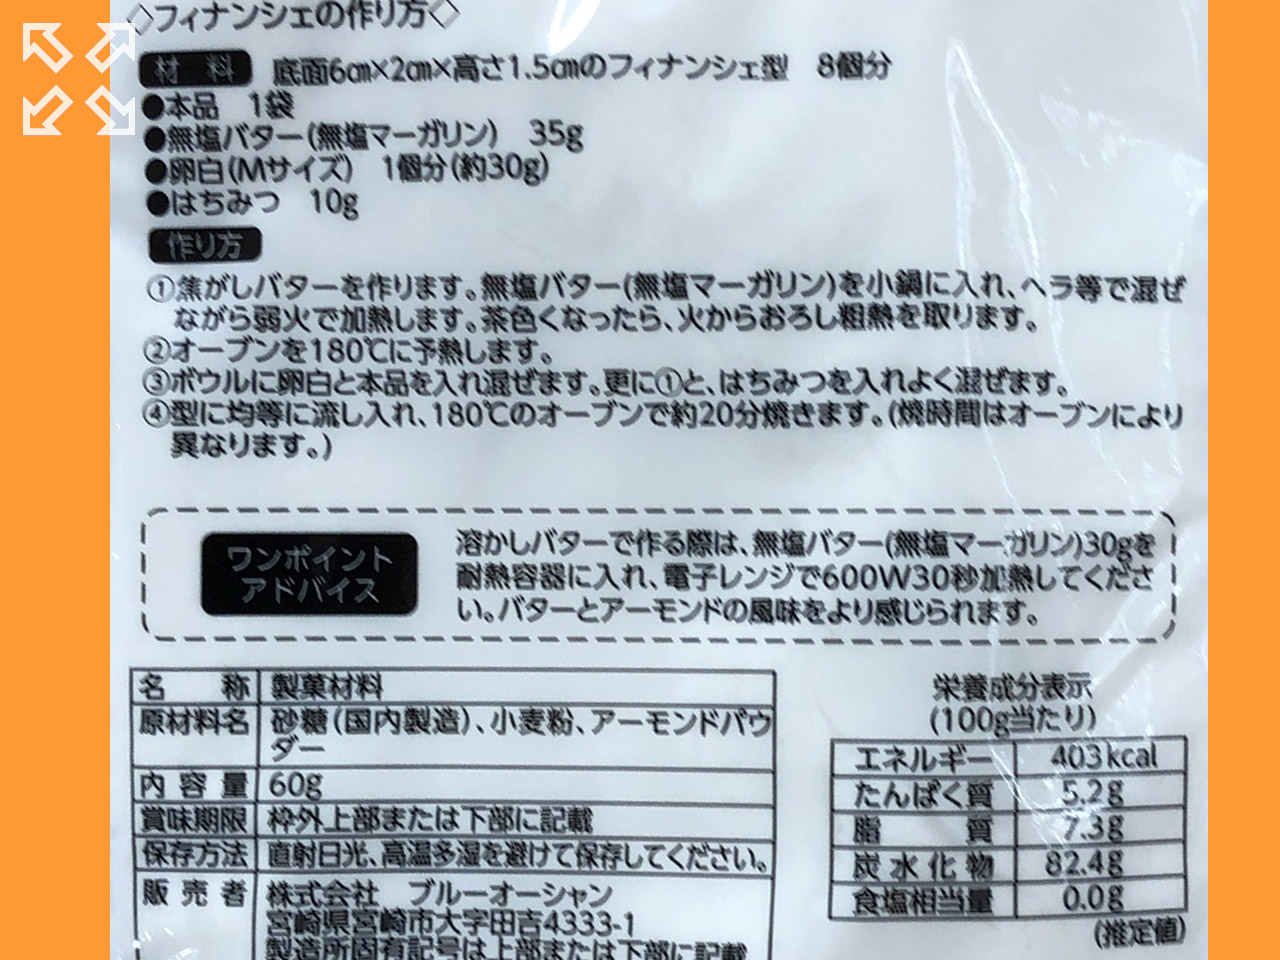 ◇フィナンシェの作り方◇
材料 底面6㎝×2㎝×高さ1.5㎝のフィナンシェ型 8個分
●本品 1袋
●無塩バター(無塩マーガリン) 35g
●卵白(Mサイズ) 1個分(約30g)
●はちみつ 10g
作り方
①焦がしバターを作ります。無塩バター(無塩マーガリン)を小鍋に入れ、ヘラ等で混ぜ
ながら弱火で加熱します。茶色くなったら、火からおろし粗熱を取ります。
②オーブンを180℃に予熱します。
③ボウルに卵白と本品を入れ混ぜます。更に①と、はちみつを入れよく混ぜます。
④型に均等に流し入れ、180℃のオーブンで約20分焼きます。(焼時間はオーブンにより
異なります。)
ワンポイント
アドバイス
溶かしバターで作る際は、無塩バター(無塩マーガリン)30gを
耐熱容器に入れ、電子レンジで600W30秒加熱してくださ
い。バターとアーモンドの風味をより感じられます。
名称 製菓材料
原材料名 砂糖(国内製造)、小麦粉、アーモンドパウ
ダー
内容量 60g
賞味期限 枠外上部または下部に記載
保存方法 直射日光、高温多湿を避けて保存してください。
販売者 株式会社 ブルーオーシャン
宮崎県宮崎市大字田吉4333-1
製造所固有記号は上部または下部に記載
栄養成分表示
(100g当たり)
エネルギー 403kcal
たんぱく質 5.2g
脂質 7.3g
炭水化物 82.4g
食塩相当量 0.0g
(推定値)